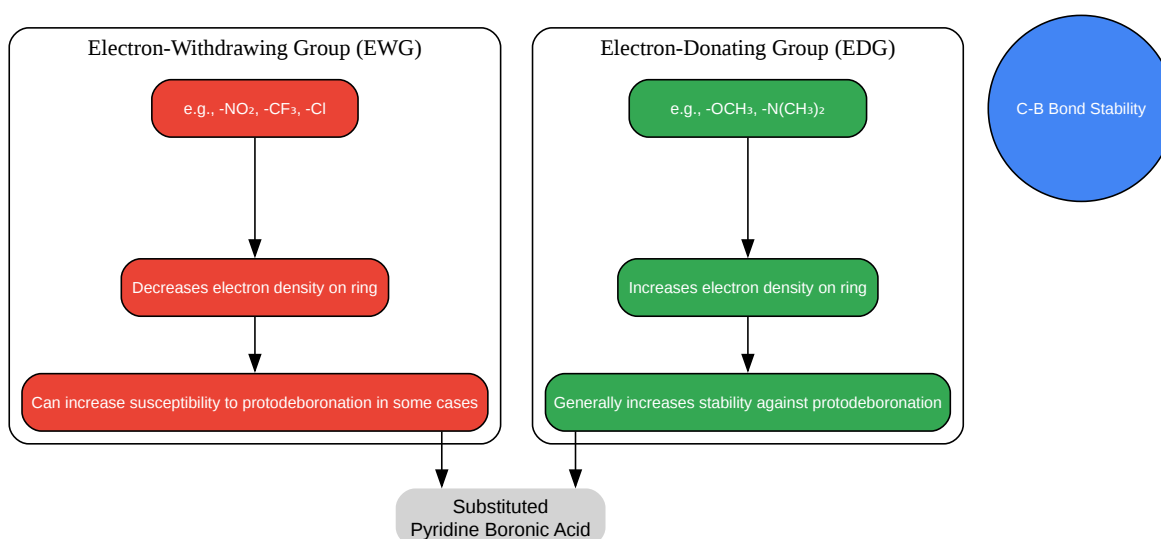 Electron-Withdrawing Group (EWG)
e.g., -NO₂, -CF₃, -Cl
Decreases electron density on ring
Can increase susceptibility to protodeboronation in some cases
Electron-Donating Group (EDG)
e.g., -OCH₃, -N(CH₃)₂
Increases electron density on ring
Generally increases stability against protodeboronation
C-B Bond Stability
Substituted
Pyridine Boronic Acid